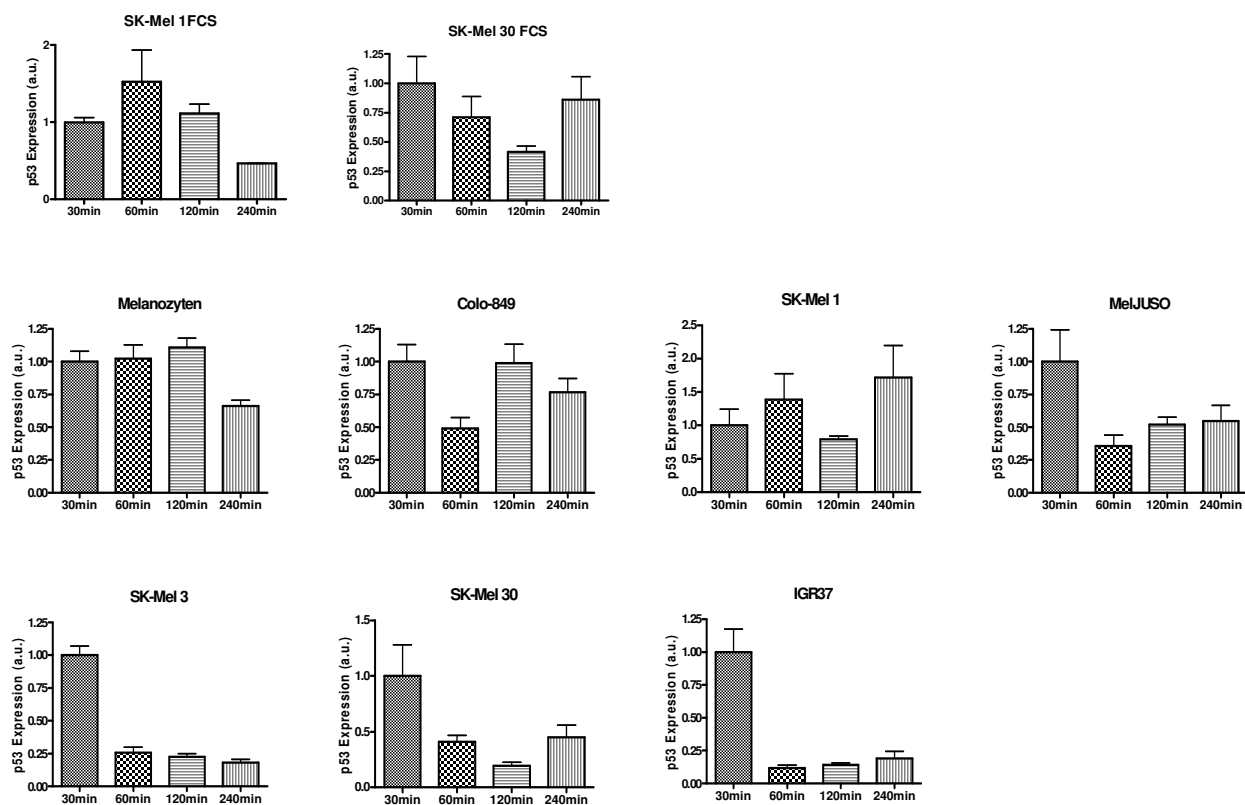 SK-Mel 1FCS
p53 Expression (a.u.)
2
1
0
30min 60min 120min 240min
SK-Mel 30 FCS
p53 Expression (a.u.)
1.25
1.00
0.75
0.50
0.25
0.00
30min 60min 120min 240min
Melanozyten
p53 Expression (a.u.)
1.25
1.00
0.75
0.50
0.25
0.00
30min 60min 120min 240min
Colo-849
p53 Expression (a.u.)
1.25
1.00
0.75
0.50
0.25
0.00
30min 60min 120min 240min
SK-Mel 1
p53 Expression (a.u.)
2.5
2.0
1.5
1.0
0.5
0.0
30min 60min 120min 240min
MelJUSO
p53 Expression (a.u.)
1.25
1.00
0.75
0.50
0.25
0.00
30min 60min 120min 240min
SK-Mel 3
p53 Expression (a.u.)
1.25
1.00
0.75
0.50
0.25
0.00
30min 60min 120min 240min
SK-Mel 30
p53 Expression (a.u.)
1.5
1.0
0.5
0.0
30min 60min 120min 240min
IGR37
p53 Expression (a.u.)
1.25
1.00
0.75
0.50
0.25
0.00
30min 60min 120min 240min